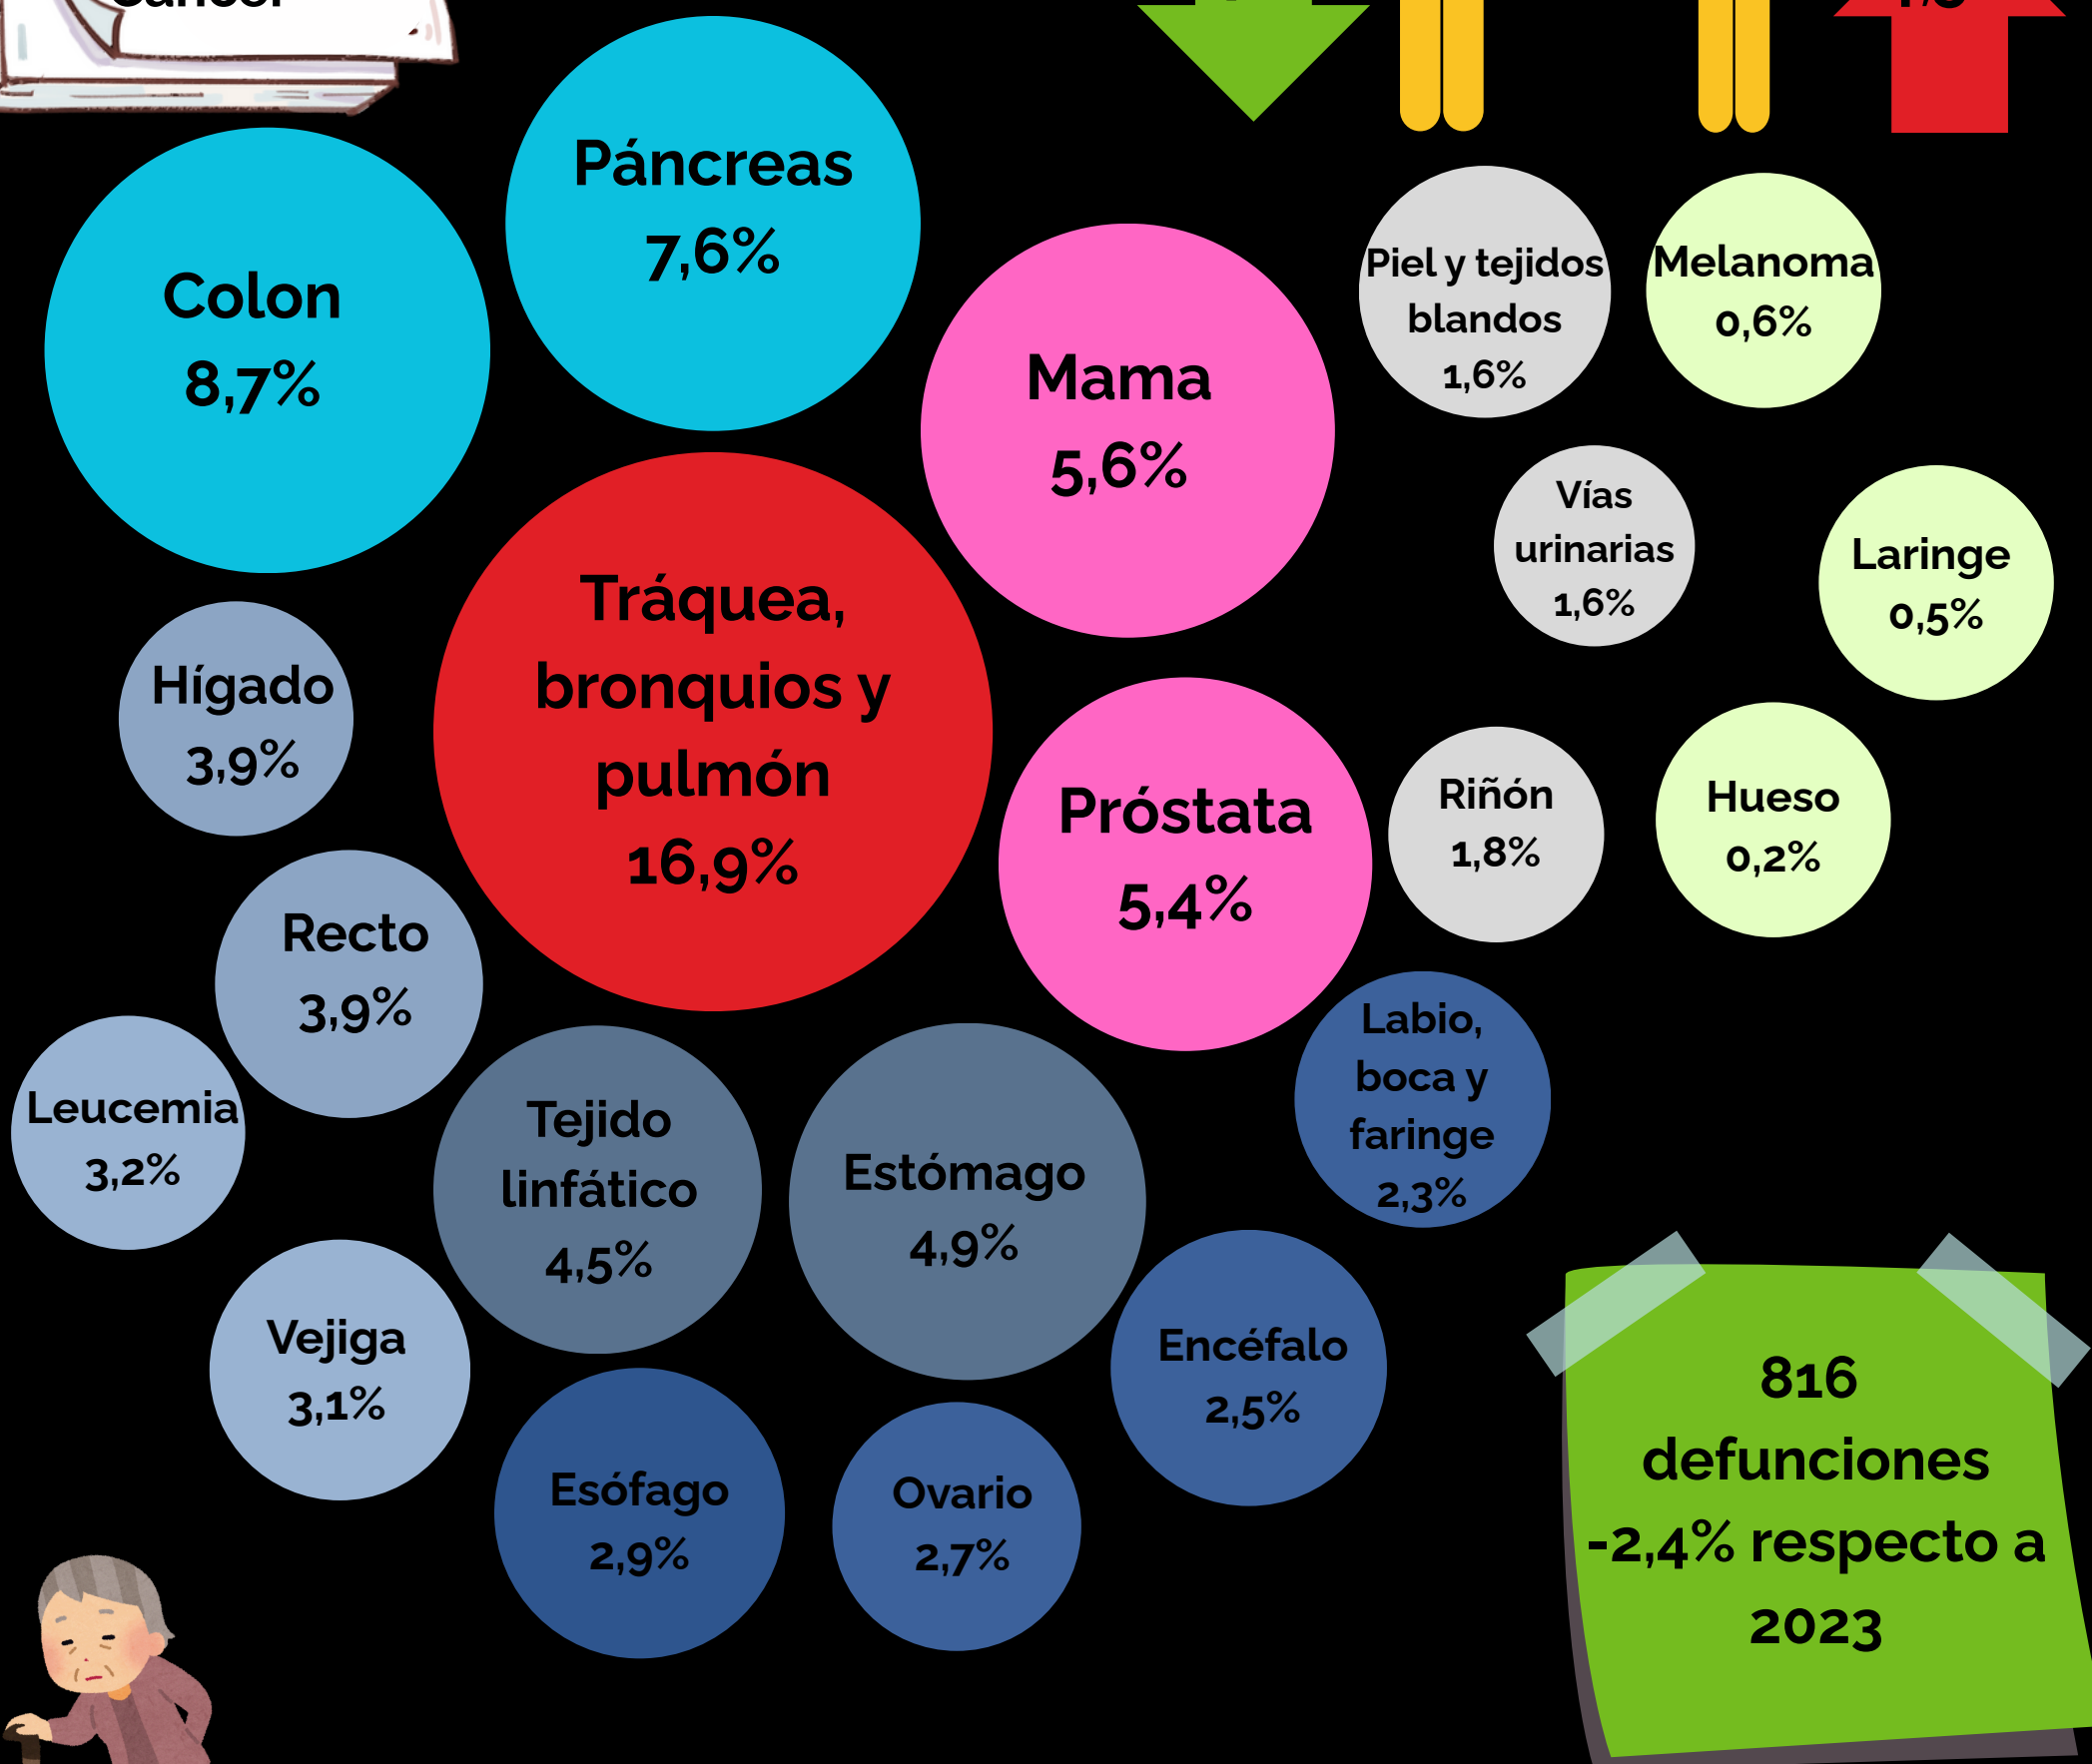 Cáncer
Páncreas
7,6%
Colon
8,7%
Mama
5,6%
Piel y tejidos
blandos
1,6%
Melanoma
0,6%
Vías
urinarias
1,6%
Laringe
0,5%
Tráquea,
bronquios y
pulmón
16,9%
Hígado
3,9%
Próstata
5,4%
Riñón
1,8%
Hueso
0,2%
Recto
3,9%
Leucemia
3,2%
Tejido
linfático
4,5%
Estómago
4,9%
Labio,
boca y
faringe
2,3%
Vejiga
3,1%
Encéfalo
2,5%
Esófago
2,9%
Ovario
2,7%
816
defunciones
-2,4% respecto a
2023